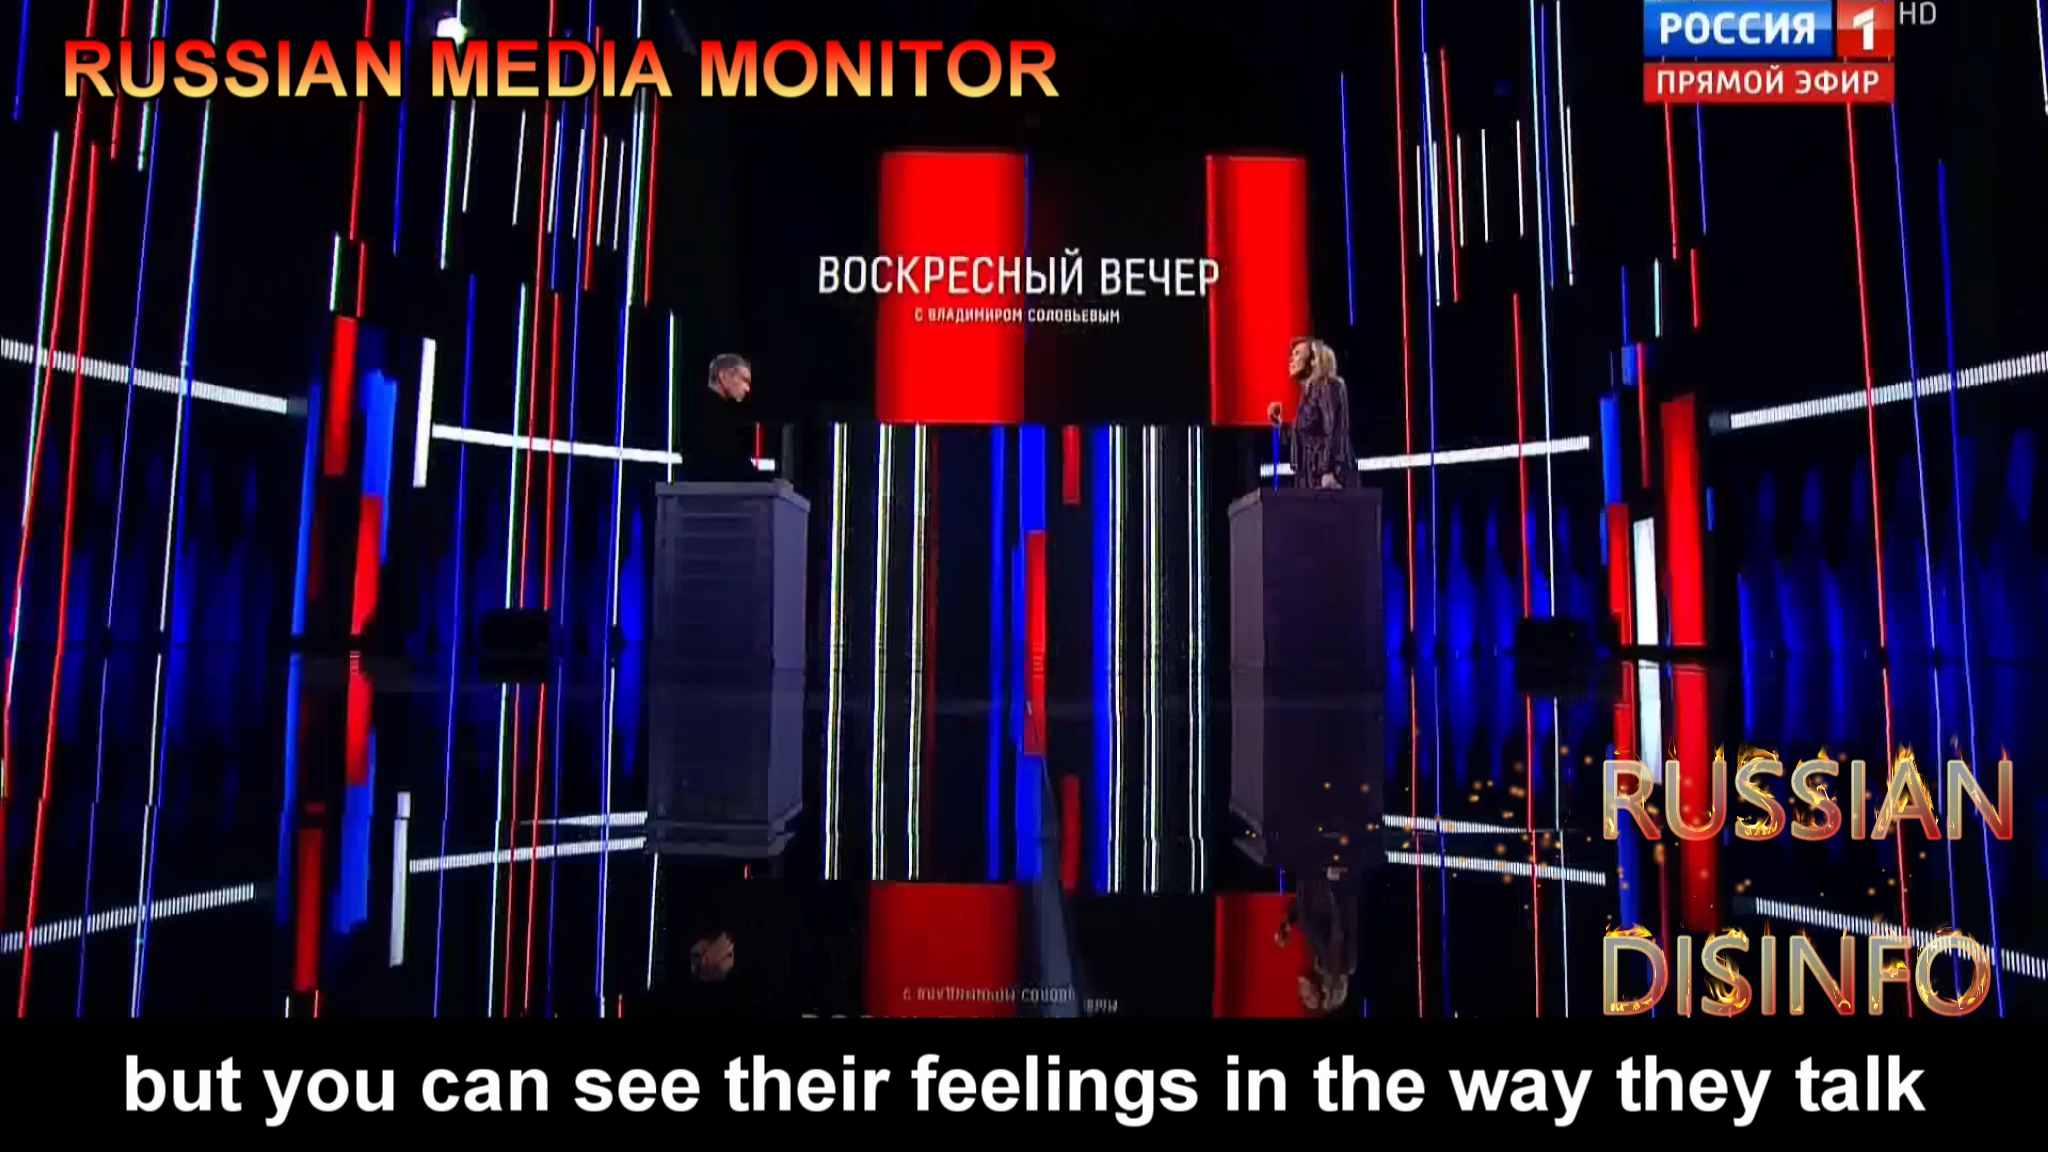 RUSSIAN MEDIA MONITOR
РОССИЯ 1 HD
ПРЯМОЙ ЭФИР
ВОСКРЕСНЫЙ ВЕЧЕР
С ВЛАДИМИРОМ СОЛОВЬЕВЫМ
RUSSIAN
DISINFO
but you can see their feelings in the way they talk